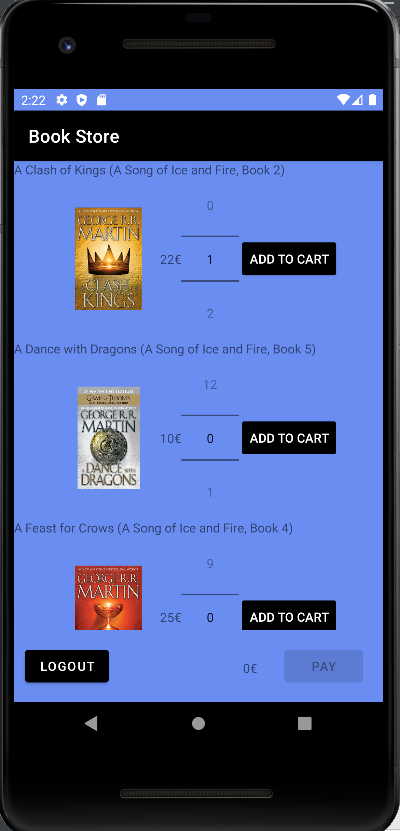 2:22
Book Store
A Clash of Kings (A Song of Ice and Fire, Book 2)
0
GEORGE R.R.
MARTIN
22€
1
ADD TO CART
CLASH
OF
KINGS
2
A Dance with Dragons (A Song of Ice and Fire, Book 5)
12
GAME OF THRONES
GEORGE R.R.
MARTIN
10€
0
ADD TO CART
A DANCE WITH
DRAGONS
1
A Feast for Crows (A Song of Ice and Fire, Book 4)
9
GEORGE R.R.
MARTIN
25€
0
ADD TO CART
LOGOUT
0€
PAY